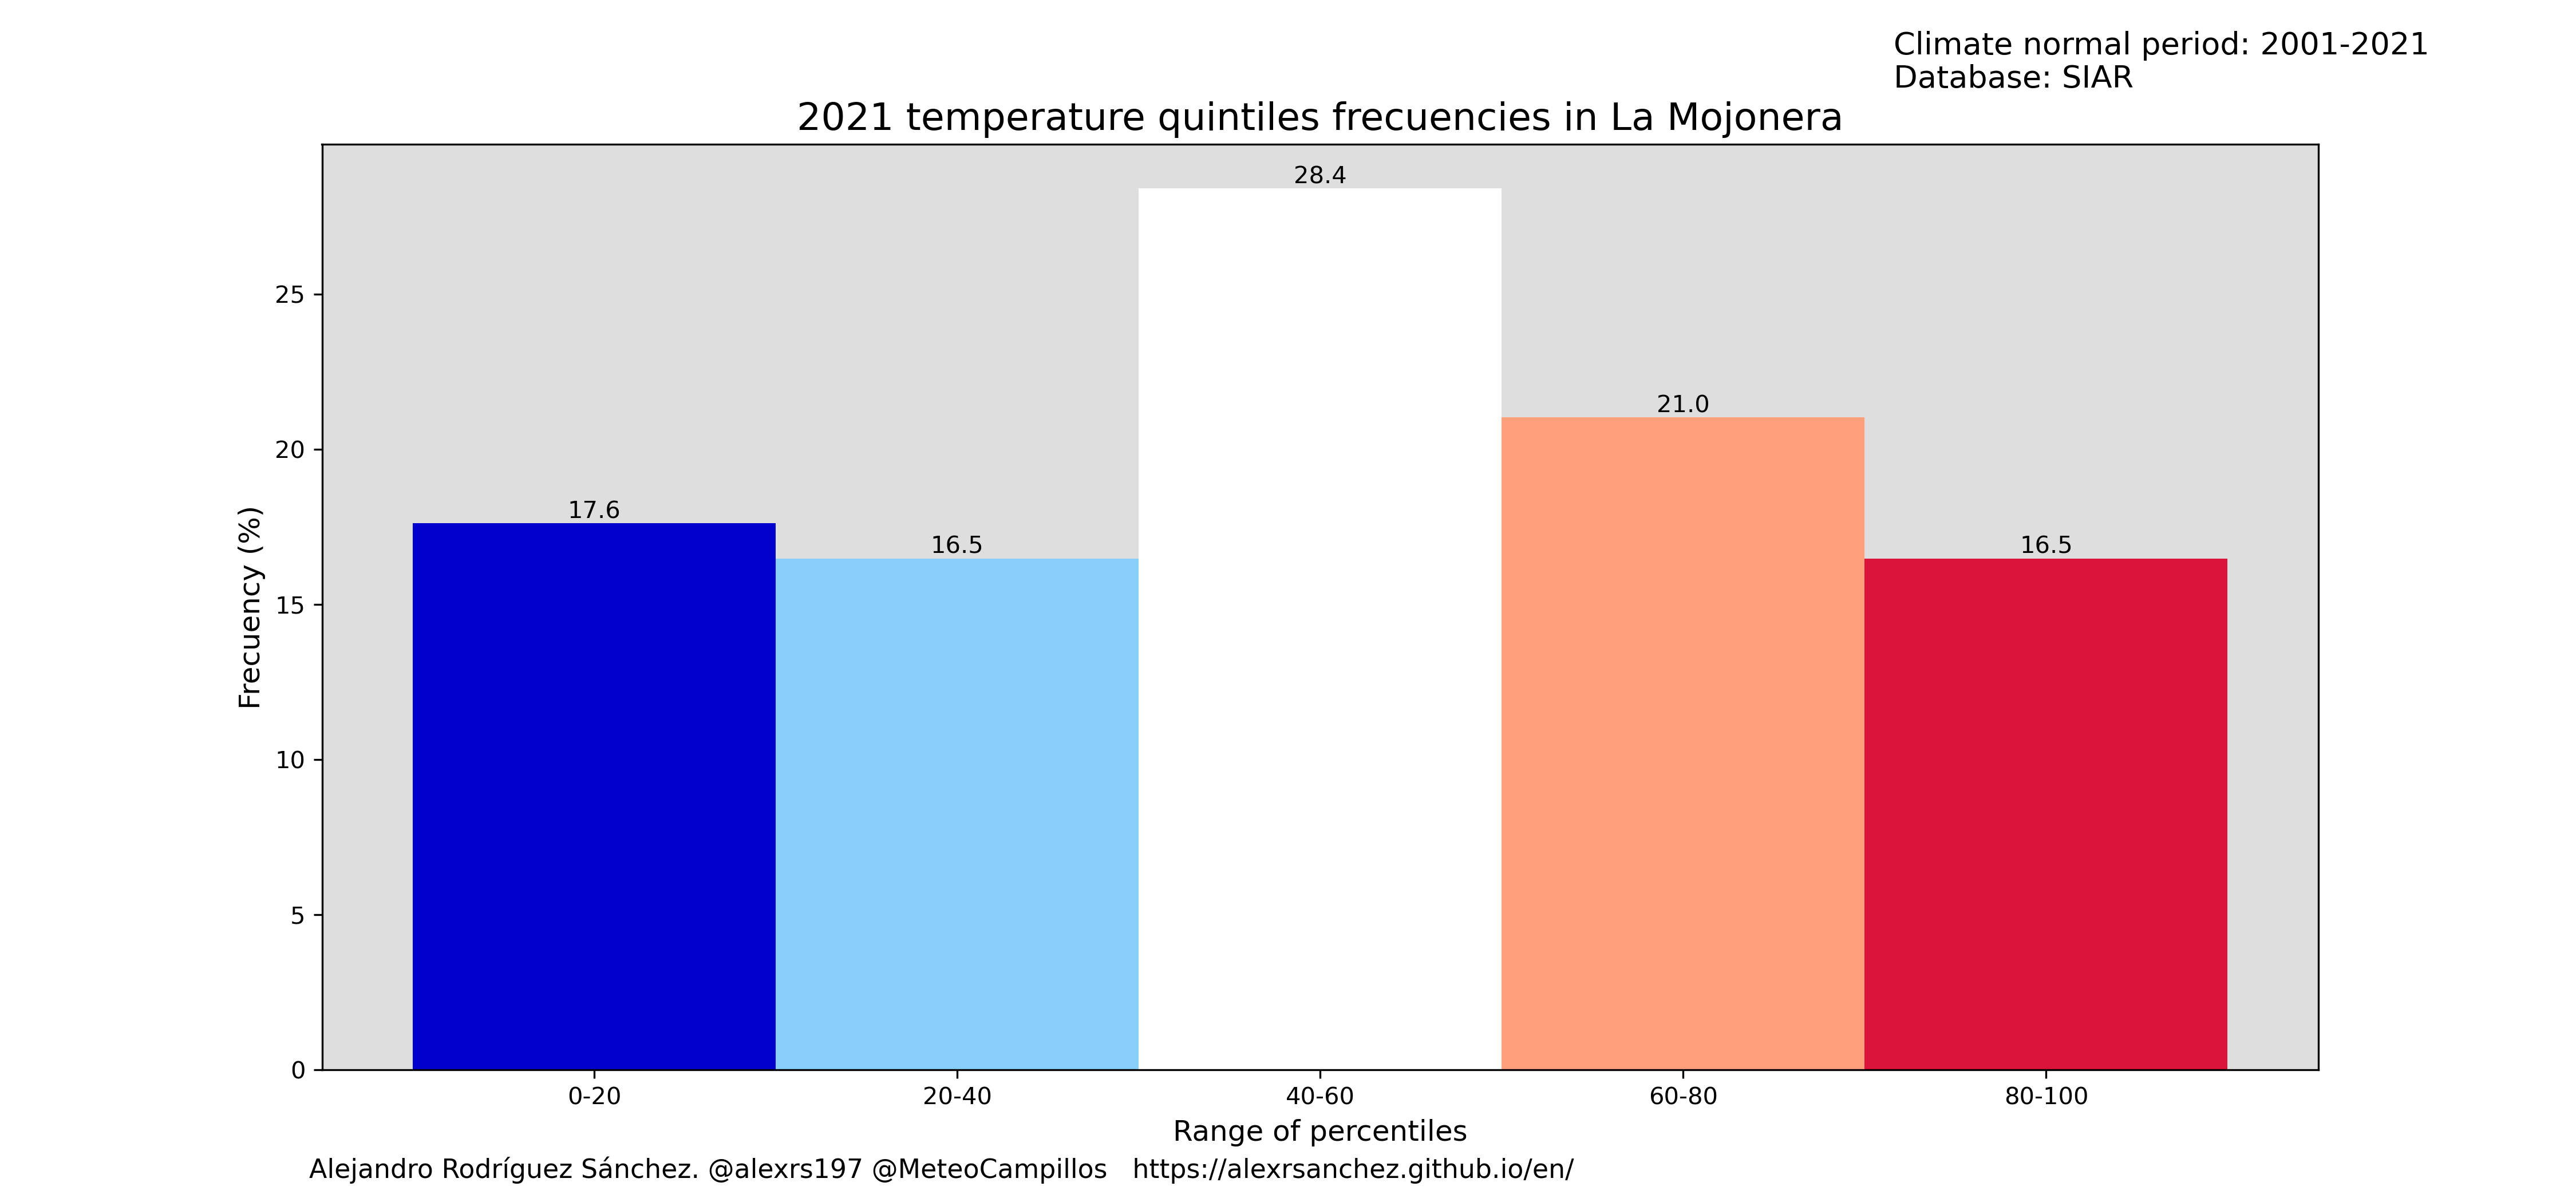 Climate normal period: 2001-2021
Database: SIAR
2021 temperature quintiles frecuencies in La Mojonera
28.4
25
21.0
20
17.6
16.5
16.5
15
10
5
0
Frecuency (%)
0-20
20-40
40-60
60-80
80-100
Range of percentiles
Alejandro Rodríguez Sánchez. @alexrs197 @MeteoCampillos   https://alexrsanchez.github.io/en/